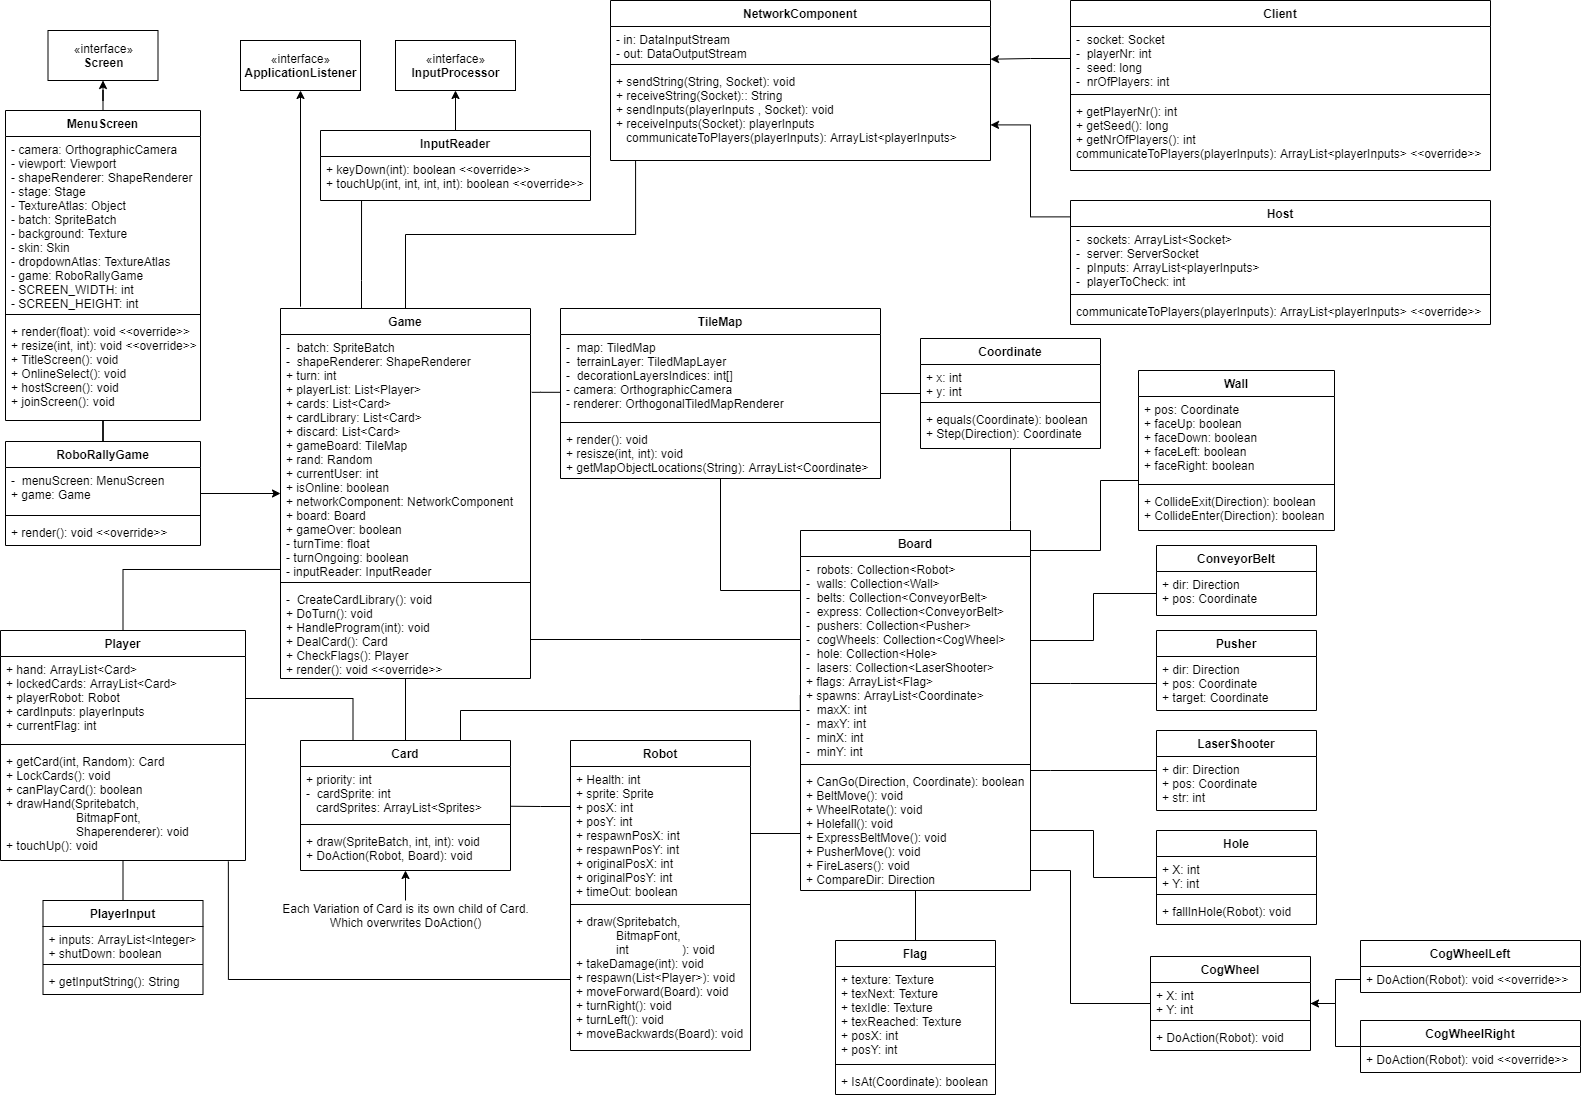 «interface»
Screen
MenuScreen
- camera: OrthographicCamera
- viewport: Viewport
- shapeRenderer: ShapeRenderer
- stage: Stage
- TextureAtlas: Object
- batch: SpriteBatch
- background: Texture
- skin: Skin
- dropdownAtlas: TextureAtlas
- game: RoboRallyGame
- SCREEN_WIDTH: int
- SCREEN_HEIGHT: int
+ render(float): void <<override>>
+ resize(int, int): void <<override>>
+ TitleScreen(): void
+ OnlineSelect(): void
+ hostScreen(): void
+ joinScreen(): void
RoboRallyGame
- menuScreen: MenuScreen
+ game: Game
+ render(): void <<override>>
«interface»
ApplicationListener
«interface»
InputProcessor
InputReader
+ keyDown(int): boolean <<override>>
+ touchUp(int, int, int, int): boolean <<override>>
NetworkComponent
- in: DataInputStream
- out: DataOutputStream
+ sendString(String, Socket): void
+ receiveString(Socket):: String
+ sendInputs(playerInputs , Socket): void
+ receiveInputs(Socket): playerInputs
communicateToPlayers(playerInputs): ArrayList<playerInputs>
Client
- socket: Socket
- playerNr: int
- seed: long
- nrOfPlayers: int
+ getPlayerNr(): int
+ getSeed(): long
+ getNrOfPlayers(): int
communicateToPlayers(playerInputs): ArrayList<playerInputs> <<override>>
Host
- sockets: ArrayList<Socket>
- server: ServerSocket
- pInputs: ArrayList<playerInputs>
- playerToCheck: int
communicateToPlayers(playerInputs): ArrayList<playerInputs> <<override>>
Game
- batch: SpriteBatch
- shapeRenderer: ShapeRenderer
+ turn: int
+ playerList: List<Player>
+ cards: List<Card>
+ cardLibrary: List<Card>
+ discard: List<Card>
+ gameBoard: TileMap
+ rand: Random
+ currentUser: int
+ isOnline: boolean
+ networkComponent: NetworkComponent
+ board: Board
+ gameOver: boolean
- turnTime: float
- turnOngoing: boolean
- inputReader: InputReader
- CreateCardLibrary(): void
+ DoTurn(): void
+ HandleProgram(int): void
+ DealCard(): Card
+ CheckFlags(): Player
+ render(): void <<override>>
TileMap
- map: TiledMap
- terrainLayer: TiledMapLayer
- decorationLayersIndices: int[]
- camera: OrthographicCamera
- renderer: OrthogonalTiledMapRenderer
+ render(): void
+ resisze(int, int): void
+ getMapObjectLocations(String): ArrayList<Coordinate>
Coordinate
+ x: int
+ y: int
+ equals(Coordinate): boolean
+ Step(Direction): Coordinate
Wall
+ pos: Coordinate
+ faceUp: boolean
+ faceDown: boolean
+ faceLeft: boolean
+ faceRight: boolean
+ CollideExit(Direction): boolean
+ CollideEnter(Direction): boolean
Board
- robots: Collection<Robot>
- walls: Collection<Wall>
- belts: Collection<ConveyorBelt>
- express: Collection<ConveyorBelt>
- pushers: Collection<Pusher>
- cogWheels: Collection<CogWheel>
- hole: Collection<Hole>
- lasers: Collection<LaserShooter>
+ flags: ArrayList<Flag>
+ spawns: ArrayList<Coordinate>
- maxX: int
- maxY: int
- minX: int
- minY: int
+ CanGo(Direction, Coordinate): boolean
+ BeltMove(): void
+ WheelRotate(): void
+ Holefall(): void
+ ExpressBeltMove(): void
+ PusherMove(): void
+ FireLasers(): void
+ CompareDir: Direction
ConveyorBelt
+ dir: Direction
+ pos: Coordinate
Pusher
+ dir: Direction
+ pos: Coordinate
+ target: Coordinate
LaserShooter
+ dir: Direction
+ pos: Coordinate
+ str: int
Hole
+ X: int
+ Y: int
+ fallInHole(Robot): void
CogWheel
+ X: int
+ Y: int
+ DoAction(Robot): void
CogWheelLeft
+ DoAction(Robot): void <<override>>
CogWheelRight
+ DoAction(Robot): void <<override>>
Player
+ hand: ArrayList<Card>
+ lockedCards: ArrayList<Card>
+ playerRobot: Robot
+ cardInputs: playerInputs
+ currentFlag: int
+ getCard(int, Random): Card
+ LockCards(): void
+ canPlayCard(): boolean
+ drawHand(Spritebatch,
BitmapFont,
Shaperenderer): void
+ touchUp(): void
PlayerInput
+ inputs: ArrayList<Integer>
+ shutDown: boolean
+ getInputString(): String
Card
+ priority: int
- cardSprite: int
cardSprites: ArrayList<Sprites>
+ draw(SpriteBatch, int, int): void
+ DoAction(Robot, Board): void
Each Variation of Card is its own child of Card.
Which overwrites DoAction()
Robot
+ Health: int
+ sprite: Sprite
+ posX: int
+ posY: int
+ respawnPosX: int
+ respawnPosY: int
+ originalPosX: int
+ originalPosY: int
+ timeOut: boolean
+ draw(Spritebatch,
BitmapFont,
int ): void
+ takeDamage(int): void
+ respawn(List<Player>): void
+ moveForward(Board): void
+ turnRight(): void
+ turnLeft(): void
+ moveBackwards(Board): void
Flag
+ texture: Texture
+ texNext: Texture
+ texIdle: Texture
+ texReached: Texture
+ posX: int
+ posY: int
+ IsAt(Coordinate): boolean